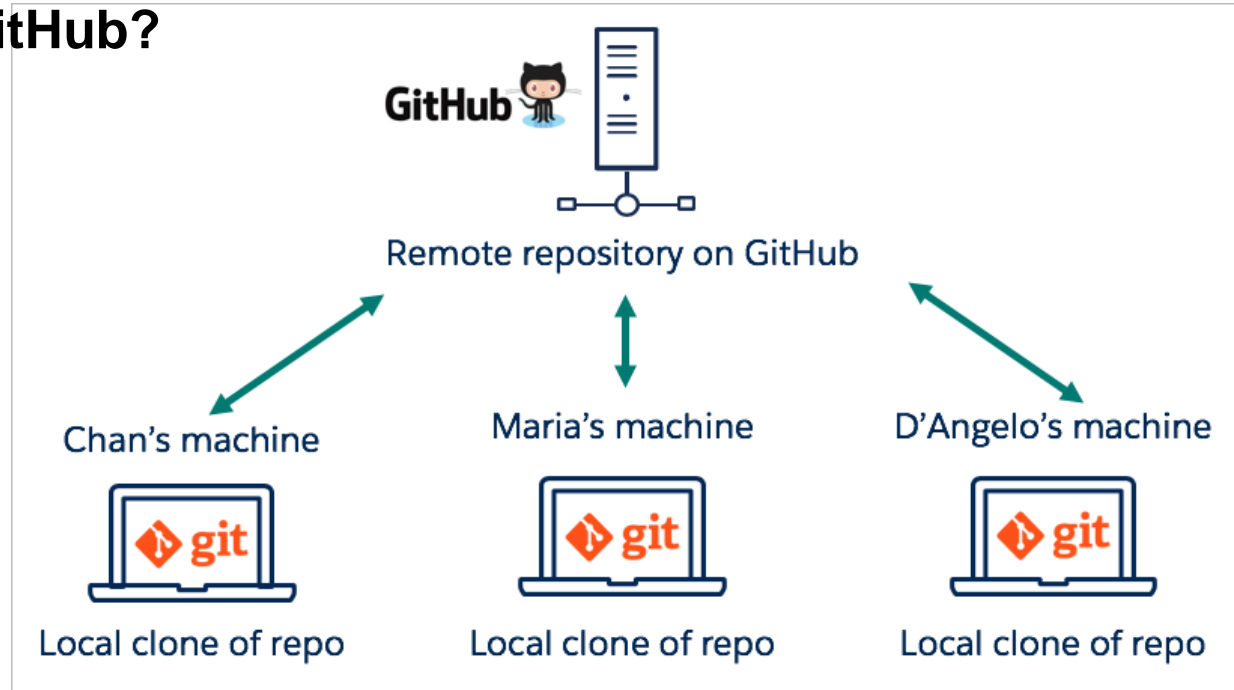 itHub?
GitHub
Remote repository on GitHub
Chan’s machine
Maria’s machine
D’Angelo’s machine
git
git
git
Local clone of repo
Local clone of repo
Local clone of repo